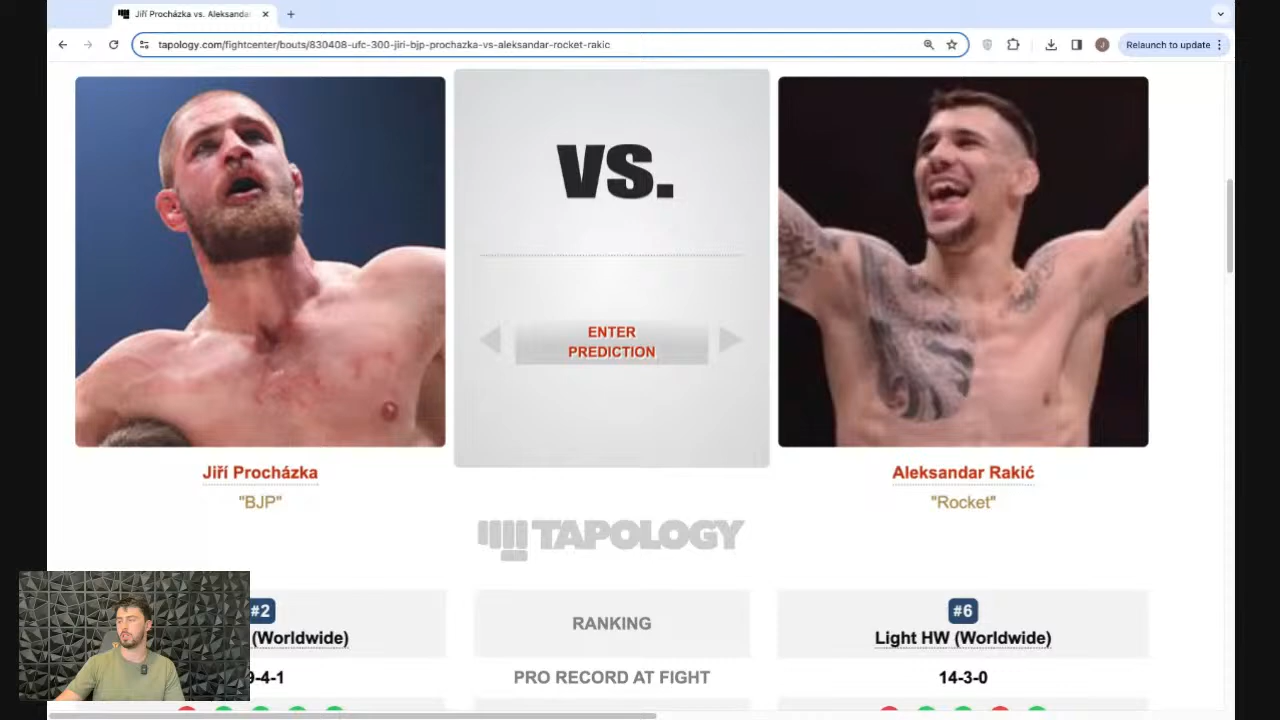 Jiří Procházka vs. Aleksanda
tapology.com/fightcenter/bouts/830408-ufc-300-jiri-bjp-prochazka-vs-aleksandar-rocket-rakic
J
Relaunch to update
VS.
ENTER
PREDICTION
Jiří Procházka
Aleksandar Rakić
"BJP"
"Rocket"
TAPOLOGY
#2
RANKING
#6
(Worldwide)
Light HW (Worldwide)
9-4-1
PRO RECORD AT FIGHT
14-3-0